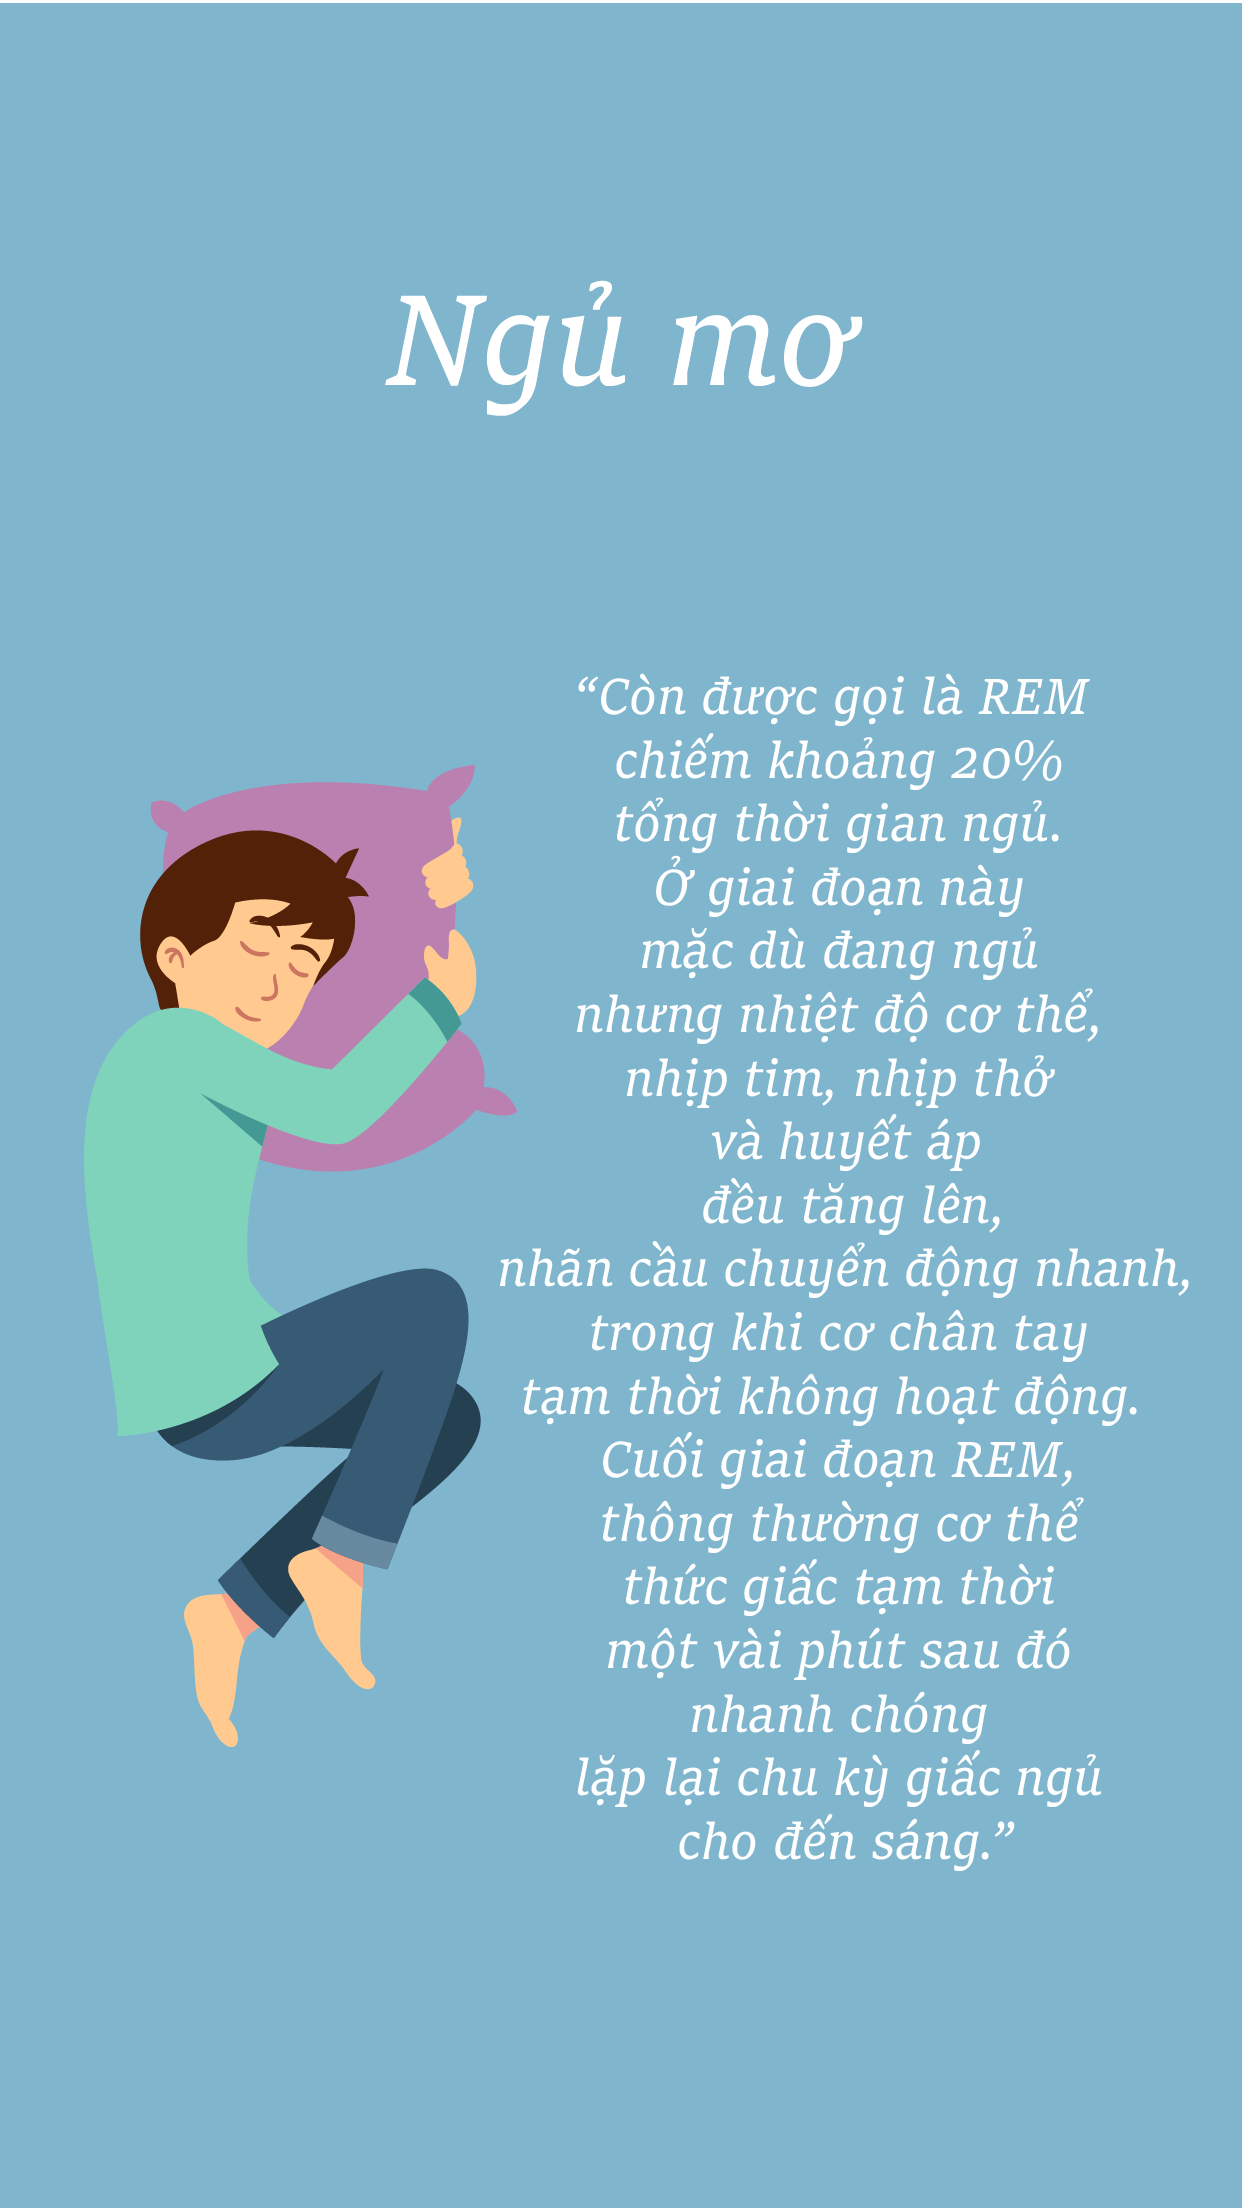 Ngủ mơ
“Còn được gọi là REM
chiếm khoảng 20%
tổng thời gian ngủ.
Ở giai đoạn này
mặc dù đang ngủ
nhưng nhiệt độ cơ thể,
nhịp tim, nhịp thở
và huyết áp
đều tăng lên,
nhãn cầu chuyển động nhanh,
trong khi cơ chân tay
tạm thời không hoạt động.
Cuối giai đoạn REM,
thông thường cơ thể
thức giấc tạm thời
một vài phút sau đó
nhanh chóng
lặp lại chu kỳ giấc ngủ
cho đến sáng.”